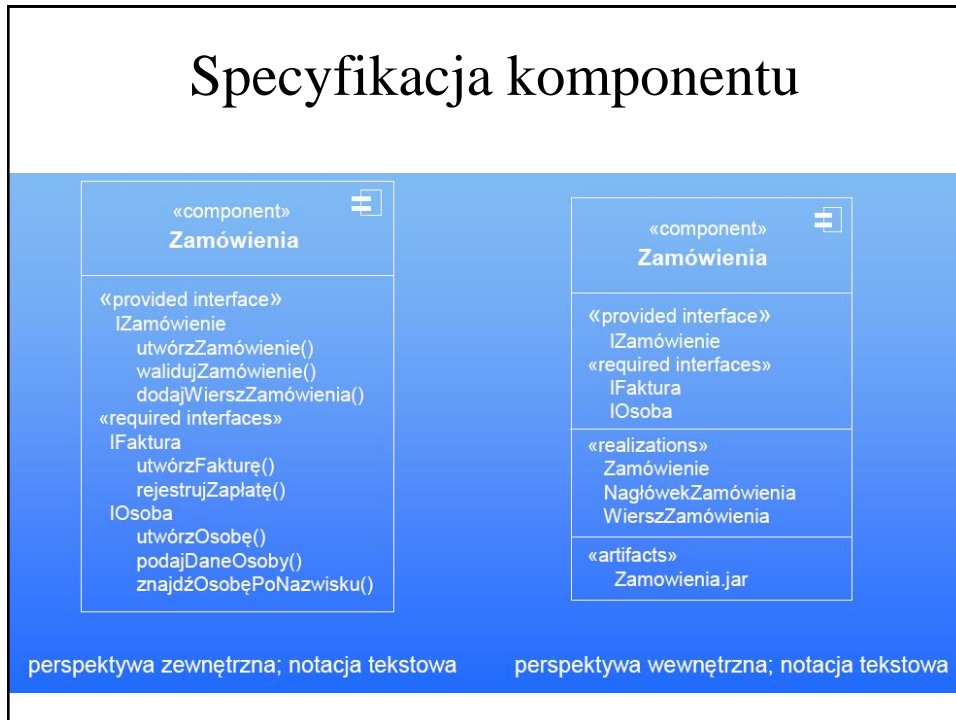 Specyfikacja komponentu
«component»
Zamówienia
«provided interface»
IZamówienie
utwórzZamówienie()
walidujZamówienie()
dodajWierszZamówienia()
«required interfaces»
IFaktura
utwórzFakturę()
rejestrujZapłatę()
IOsoba
utwórzOsobę()
podajDaneOsoby()
znajdźOsobęPoNazwisku()
perspektywa zewnętrzna; notacja tekstowa
«component»
Zamówienia
«provided interface»
IZamówienie
«required interfaces»
IFaktura
IOsoba
«realizations»
Zamówienie
NagłówekZamówienia
WierszZamówienia
«artifacts»
Zamowienia.jar
perspektywa wewnętrzna; notacja tekstowa